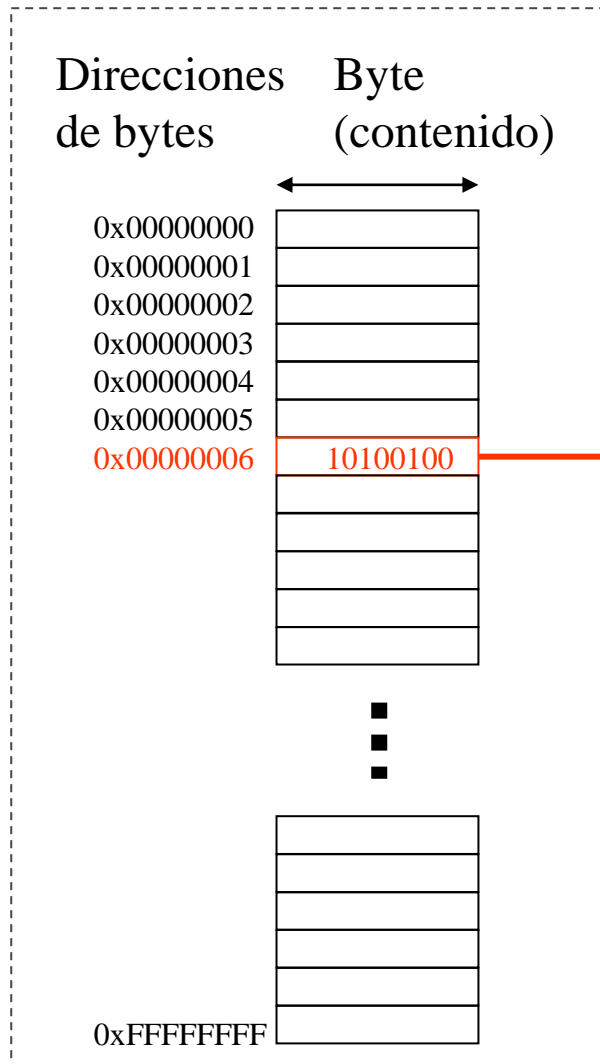 Direcciones Byte
de bytes (contenido)
0x00000000
0x00000001
0x00000002
0x00000003
0x00000004
0x00000005
0x00000006 10100100
0xFFFFFFFF